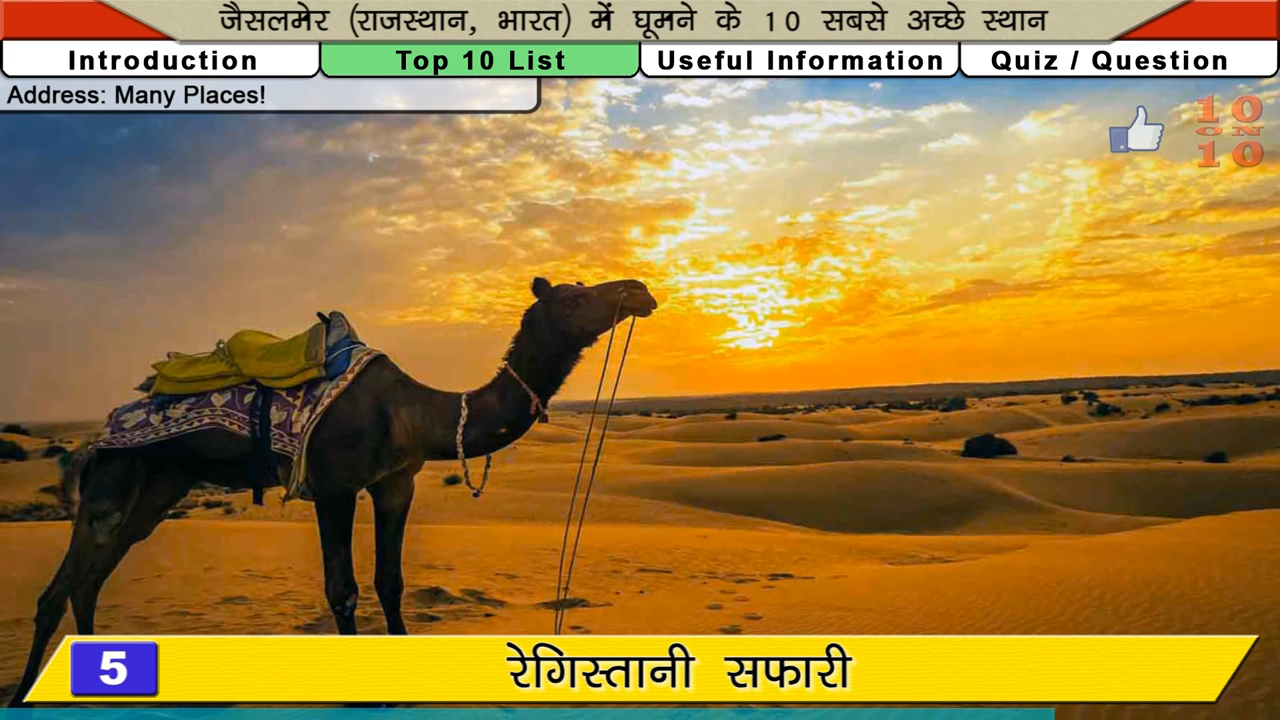 जैसलमेर (राजस्थान, भारत) में घूमने के 10 सबसे अच्छे स्थान
Introduction
Top 10 List
Useful Information
Quiz / Question
Address: Many Places!
10
ON
10
5
रेगिस्तानी सफारी